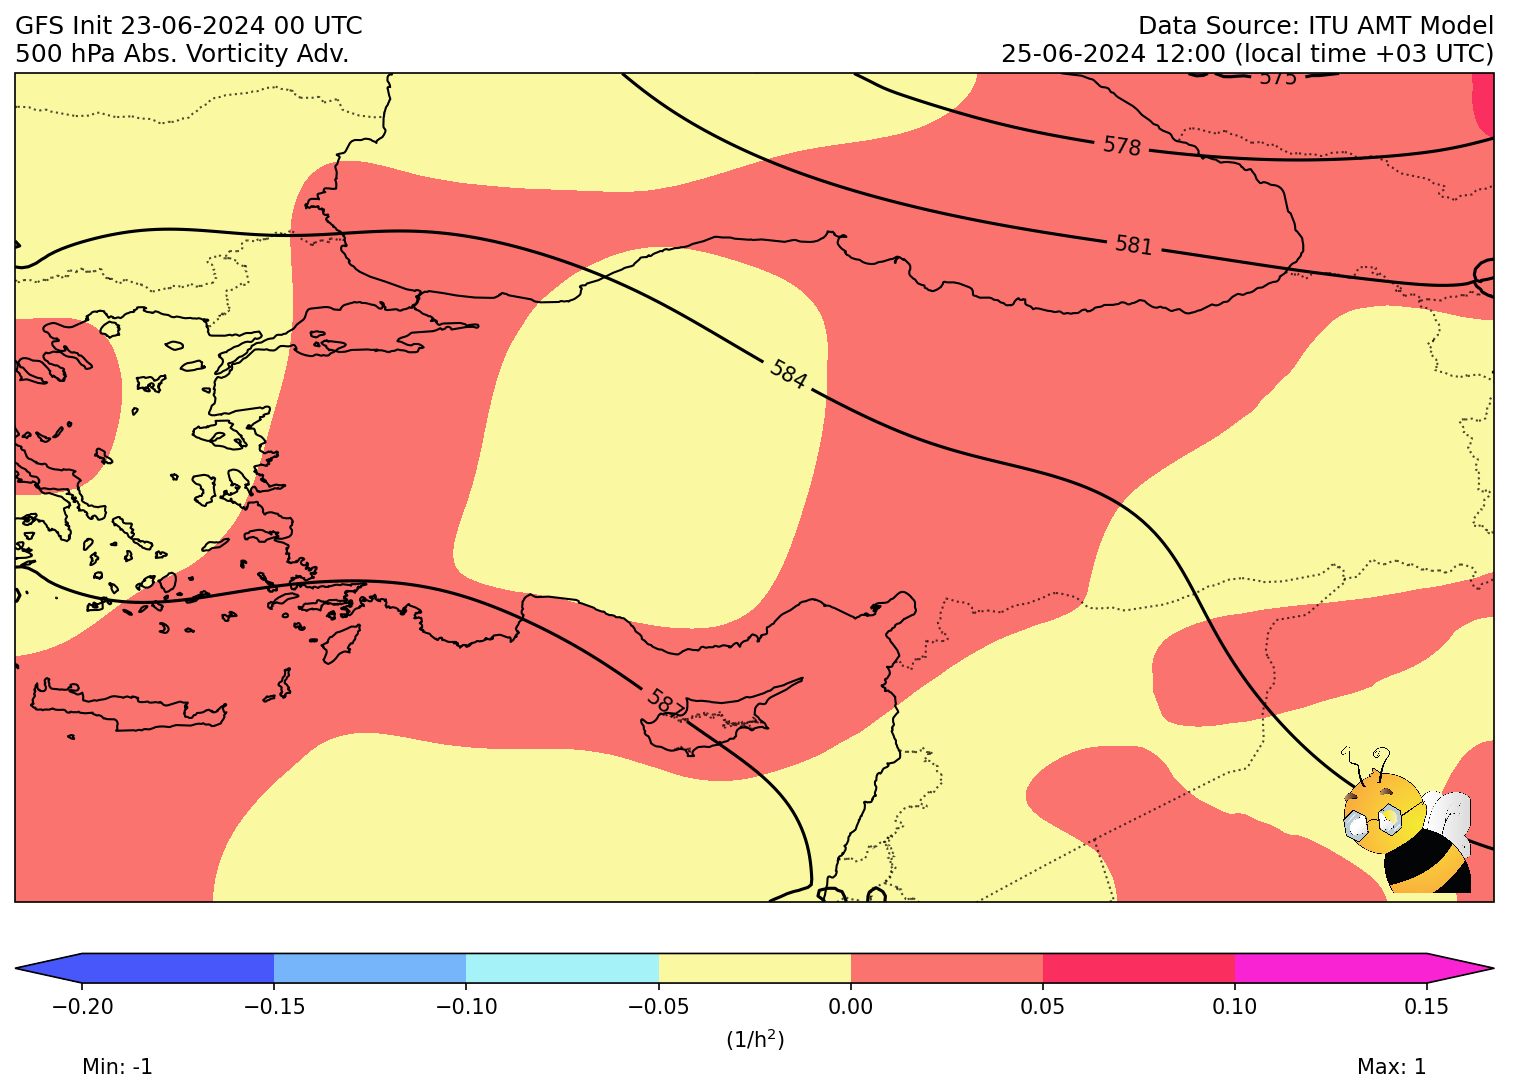 GFS Init 23-06-2024 00 UTC
500 hPa Abs. Vorticity Adv.
Data Source: ITU AMT Model
25-06-2024 12:00 (local time +03 UTC)
575
578
581
584
587
−0.20 −0.15 −0.10 −0.05 0.00 0.05 0.10 0.15
(1/h²)
Min: -1
Max: 1